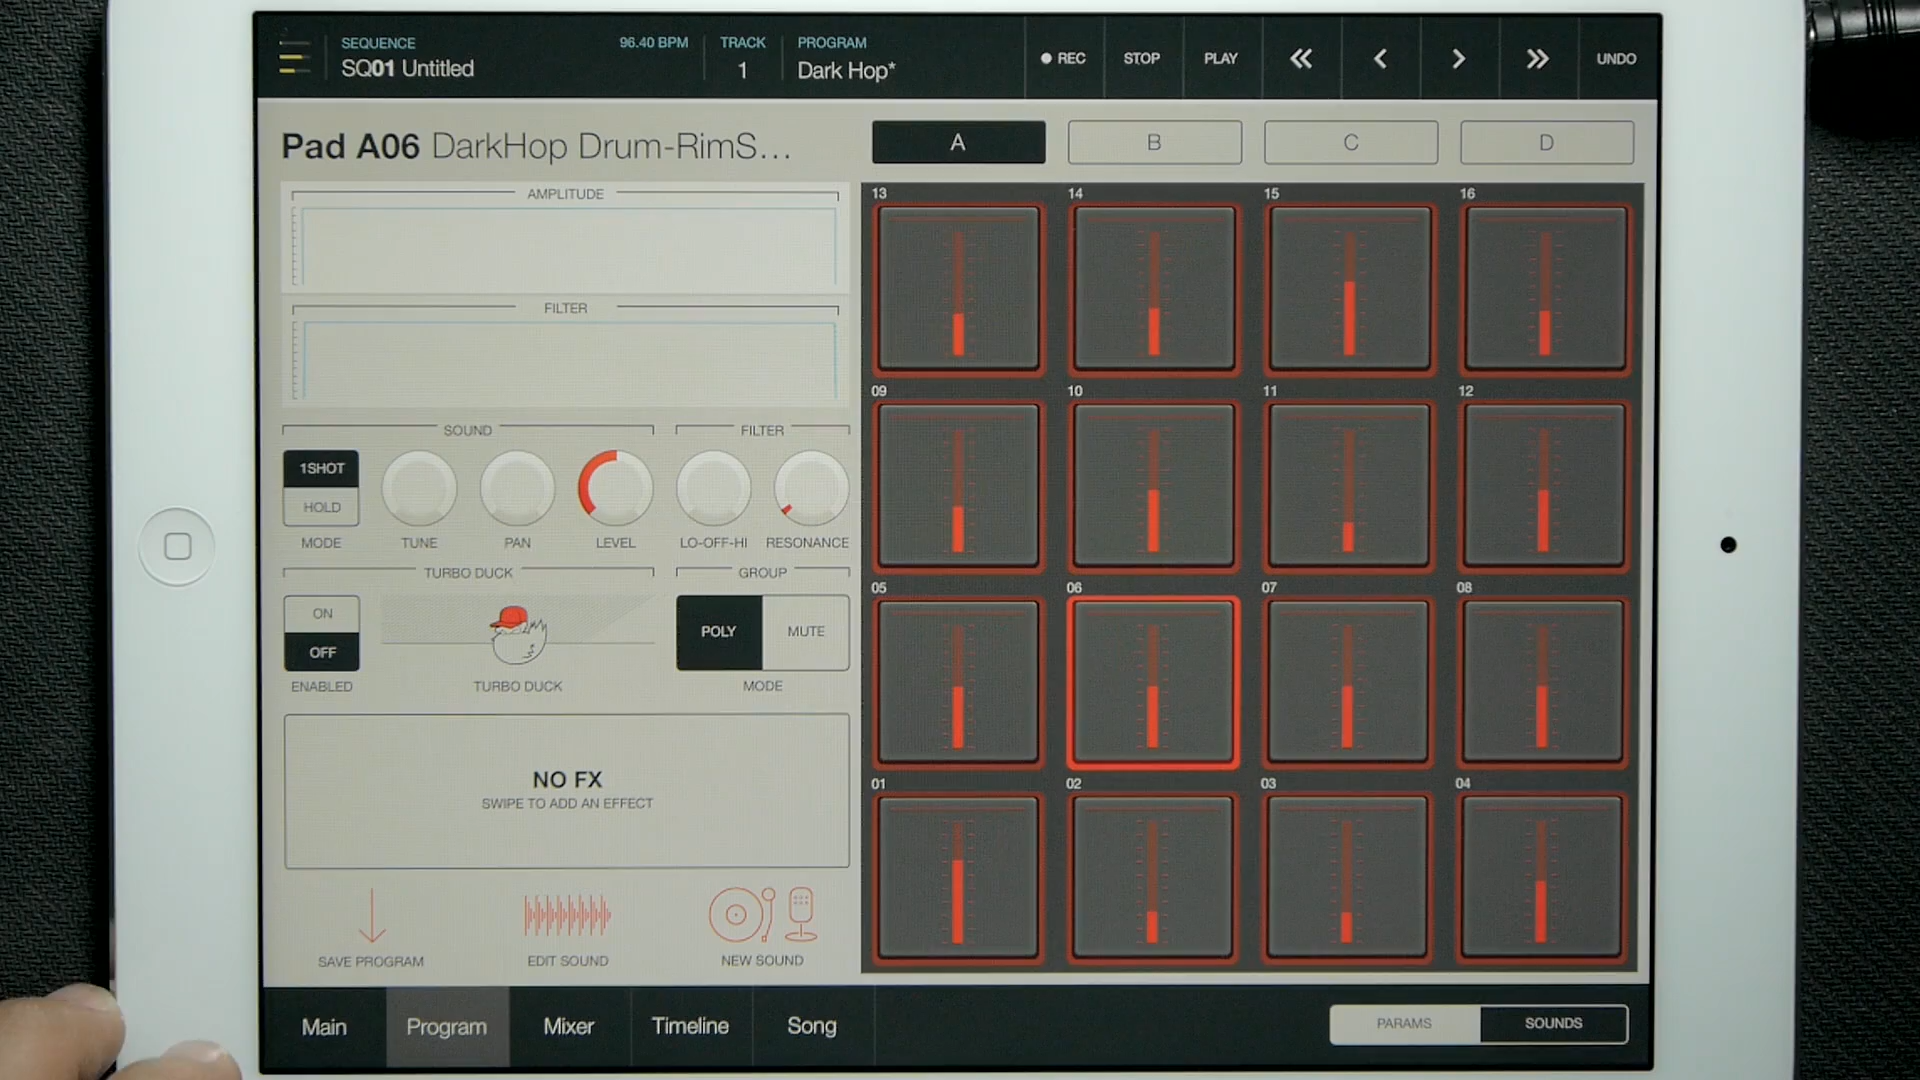 SEQUENCE
SQ01 Untitled
96.40 BPM
TRACK
1
PROGRAM
Dark Hop*
REC
STOP
PLAY
UNDO
Pad A06 DarkHop Drum-RimS...
A
B
C
D
AMPLITUDE
FILTER
SOUND
FILTER
1SHOT
HOLD
MODE
TUNE
PAN
LEVEL
LO-OFF-HI
RESONANCE
TURBO DUCK
GROUP
ON
OFF
ENABLED
TURBO DUCK
POLY
MUTE
MODE
NO FX
SWIPE TO ADD AN EFFECT
SAVE PROGRAM
EDIT SOUND
NEW SOUND
13
14
15
16
09
10
11
12
05
06
07
08
01
02
03
04
Main
Program
Mixer
Timeline
Song
PARAMS
SOUNDS